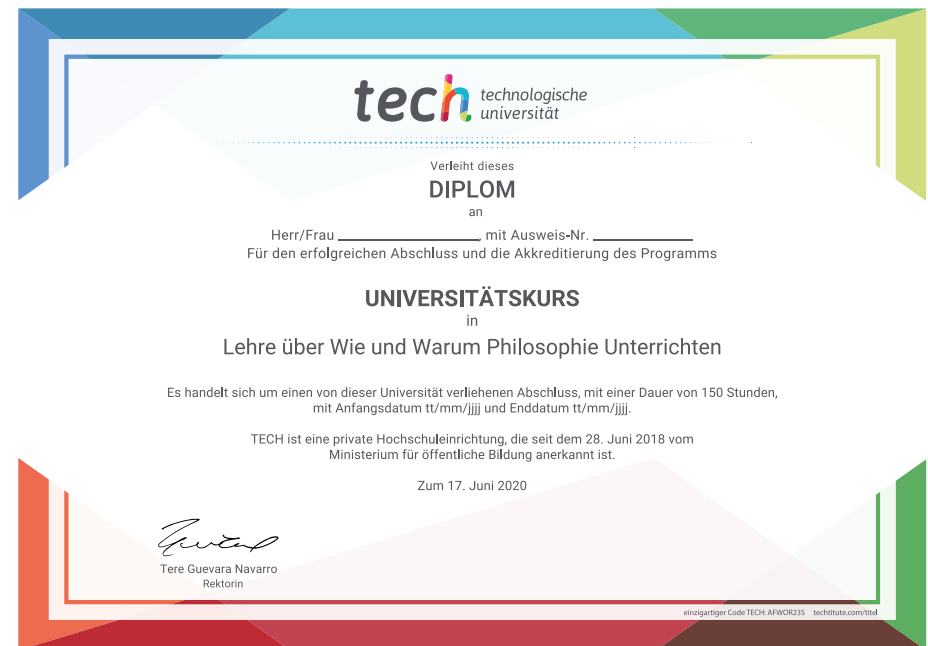 tech technologische
universität
Verleiht dieses
DIPLOM
an
Herr/Frau ____________, mit Ausweis-Nr. ____________
Für den erfolgreichen Abschluss und die Akkreditierung des Programms
UNIVERSITÄTSKURS
in
Lehre über Wie und Warum Philosophie Unterrichten
Es handelt sich um einen von dieser Universität verliehenen Abschluss, mit einer Dauer von 150 Stunden,
mit Anfangsdatum tt/mm/jjjj und Enddatum tt/mm/jjjj.
TECH ist eine private Hochschuleinrichtung, die seit dem 28. Juni 2018 vom
Ministerium für öffentliche Bildung anerkannt ist.
Zum 17. Juni 2020
Tere Guevara Navarro
Rektorin
einzigartiger Code TECH: AFWOR23S techtitute.com/titel